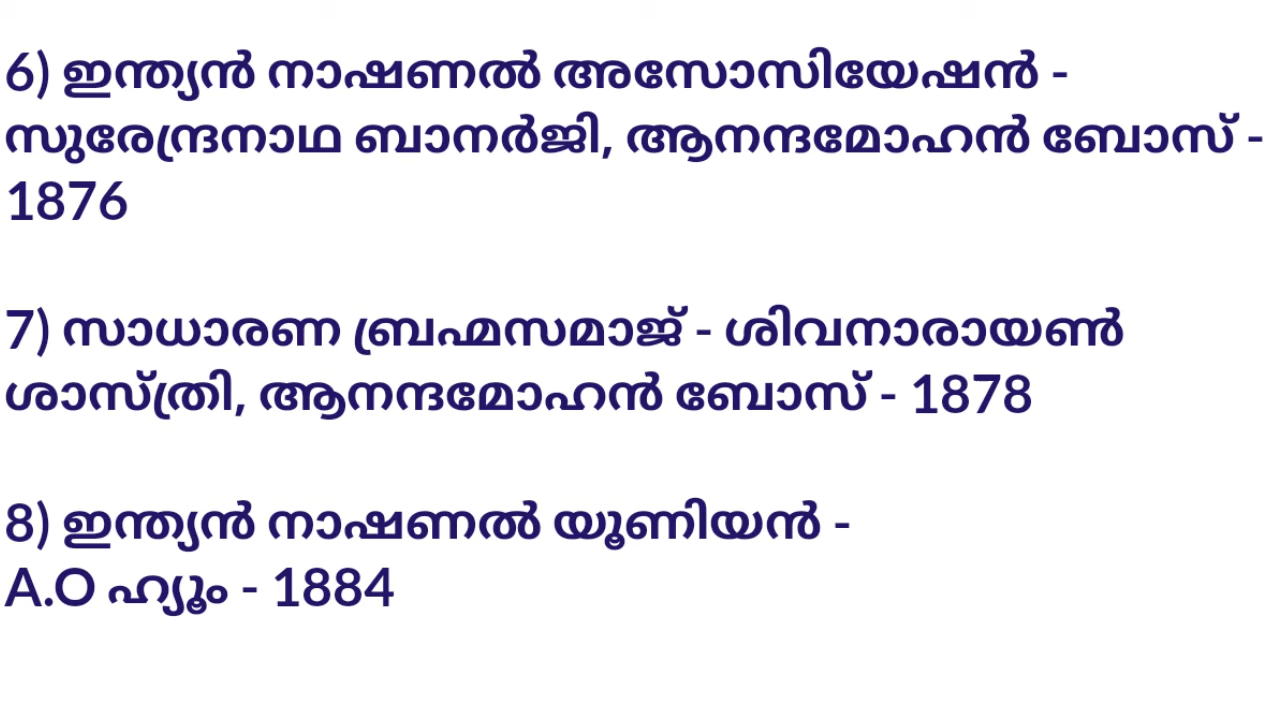 6) ഇന്ത്യൻ നാഷണൽ അസോസിയേഷൻ -
സുരേന്ദ്രനാഥ ബാനർജി, ആനന്ദമോഹൻ ബോസ് -
1876
7) സാധാരണ ബ്രഹ്മസമാജ് - ശിവനാരായൺ
ശാസ്ത്രി, ആനന്ദമോഹൻ ബോസ് - 1878
8) ഇന്ത്യൻ നാഷണൽ യൂണിയൻ -
A.O ഹ്യൂം - 1884